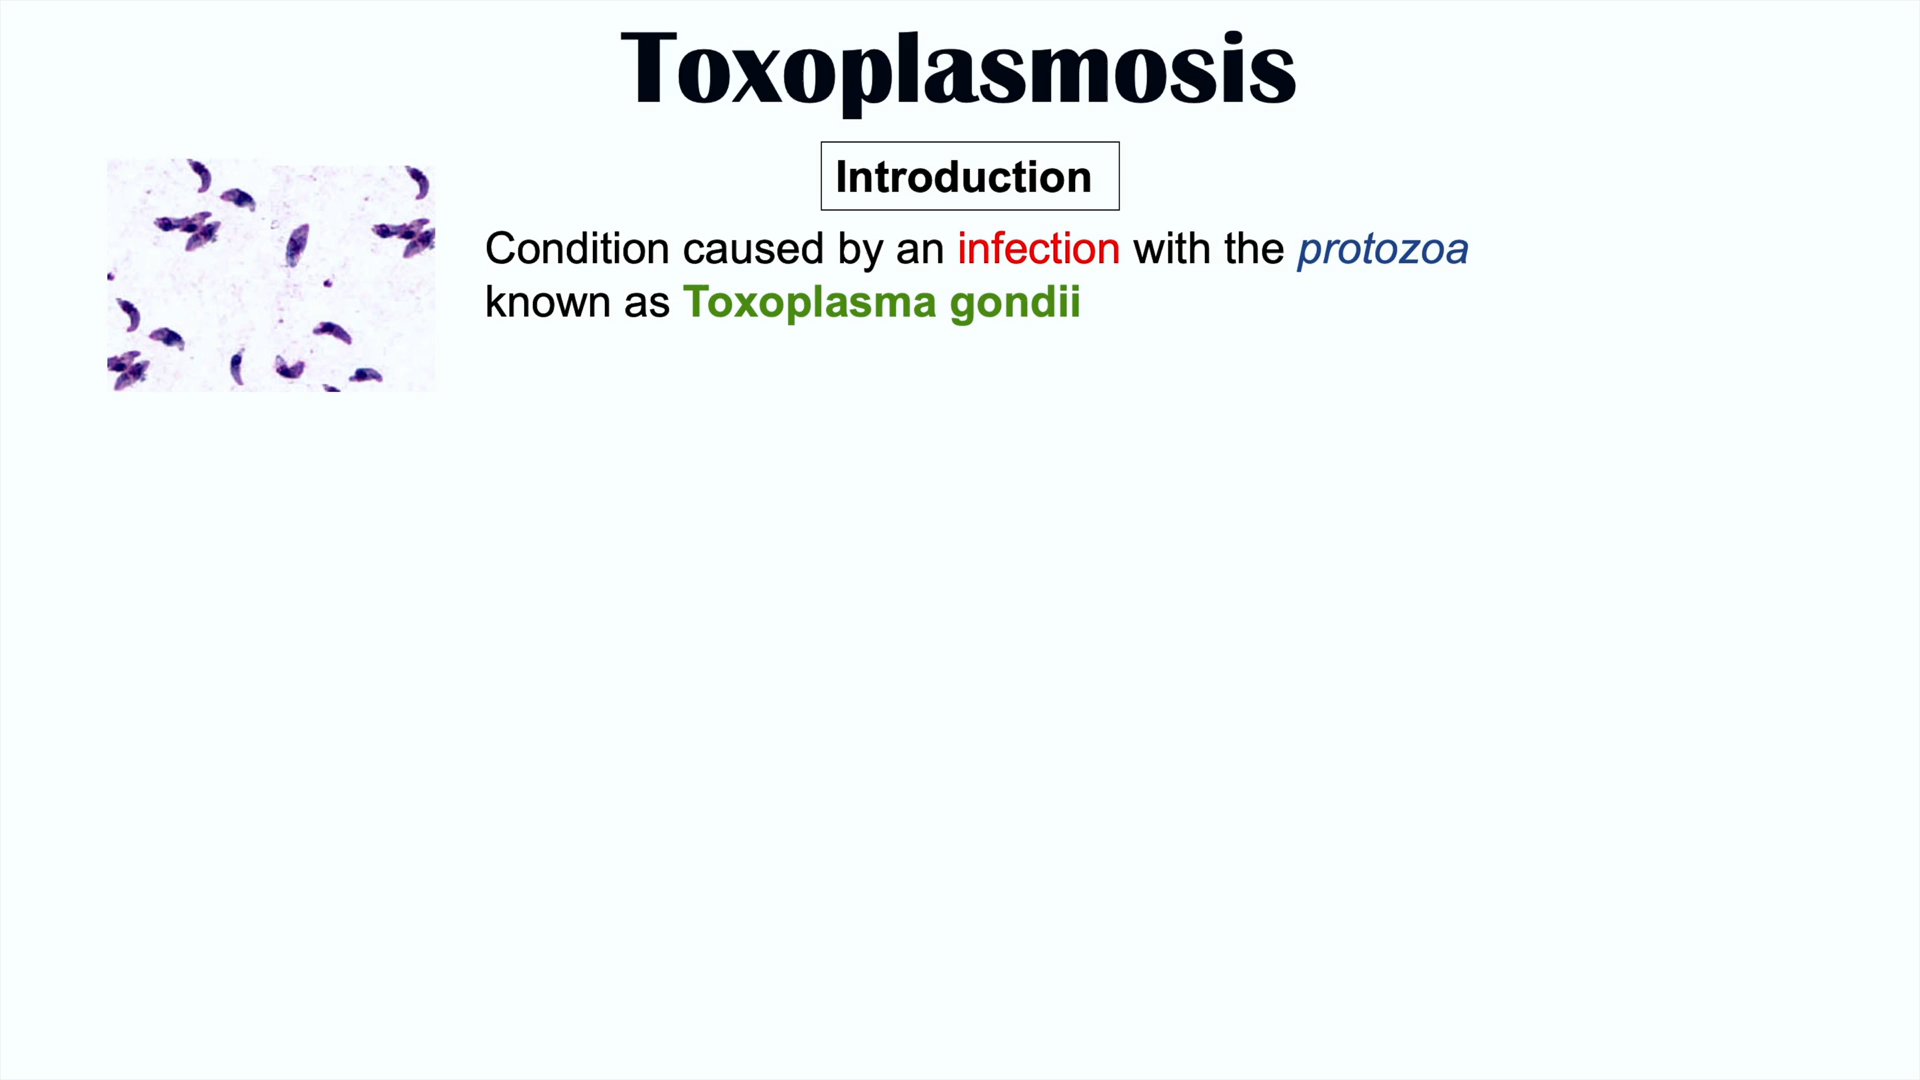 Toxoplasmosis
Introduction
Condition caused by an infection with the protozoa
known as Toxoplasma gondii